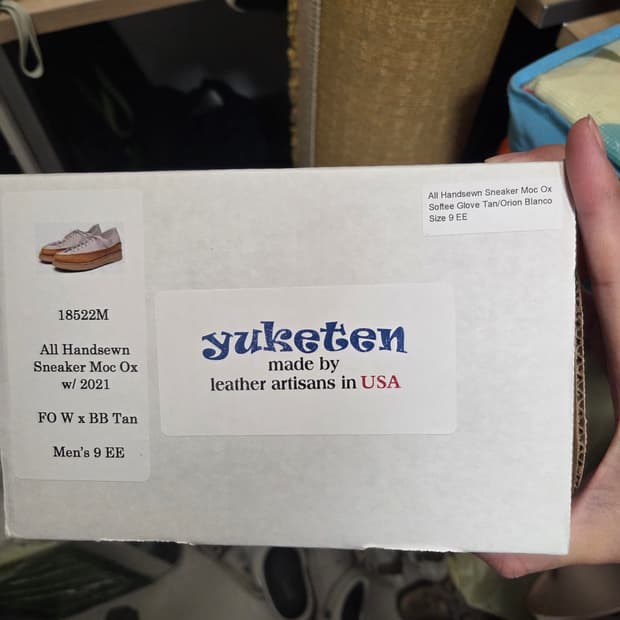 All Handsewn Sneaker Moc Ox
Softee Glove Tan/Orion Blanco
Size 9 EE
18522M
All Handsewn
Sneaker Moc Ox
w/ 2021
FO W x BB Tan
Men's 9 EE
yuketen
made by
leather artisans in USA